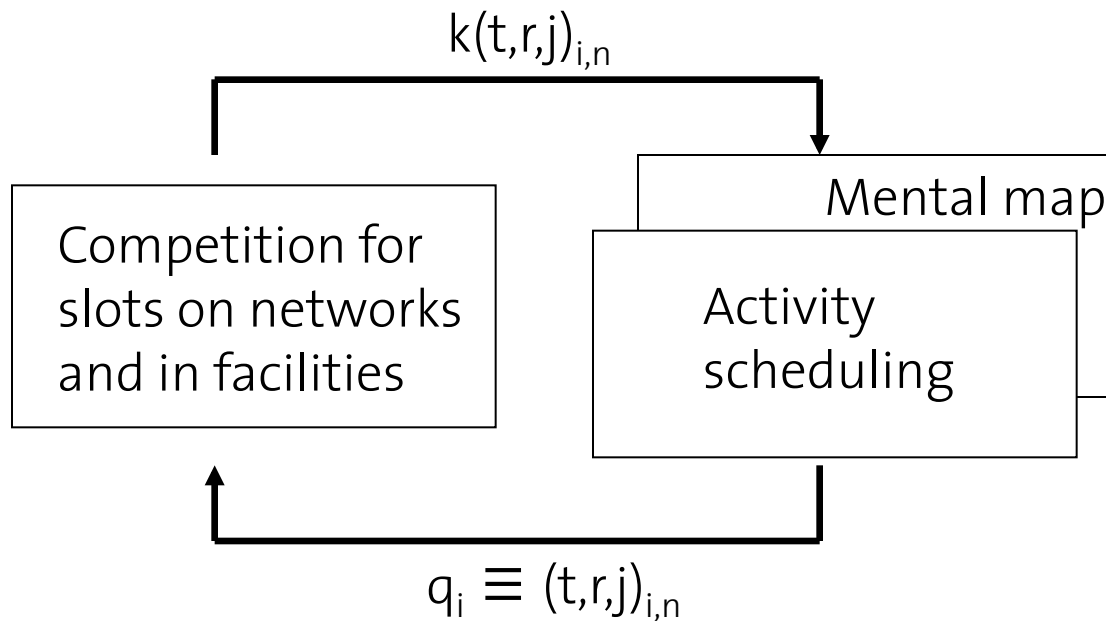 k(t,r,j)i,n
Competition for
slots on networks
and in facilities
Mental map
Activity
scheduling
qi ≡ (t,r,j)i,n